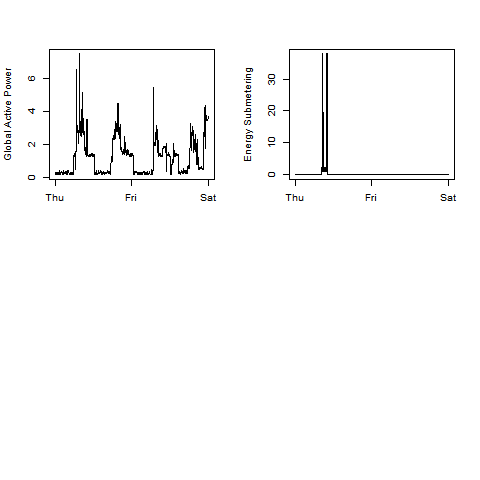 Global Active Power
6
4
2
0
Thu Fri Sat
Energy Submetering
30
20
10
0
Thu Fri Sat